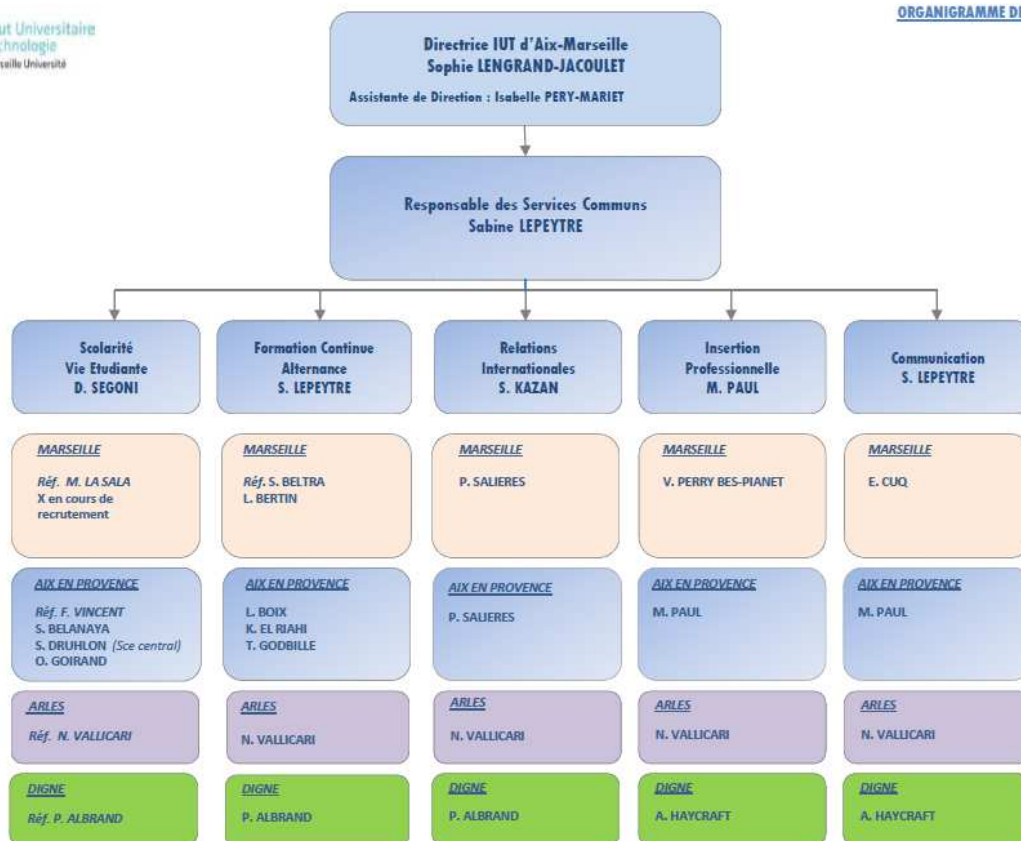 ut Universitaire
chnologie
seille Université
ORGANIGRAMME DE
Directrice IUT d'Aix-Marseille
Sophie LENGRAND-JACOULET
Assistante de Direction : Isabelle PERY-MARIET
Responsable des Services Communs
Sabine LEPEYTRE
Scolarité
Vie Etudiante
D. SEGONI
Formation Continue
Alternance
S. LEPEYTRE
Relations
Internationales
S. KAZAN
Insertion
Professionnelle
M. PAUL
Communication
S. LEPEYTRE
MARSEILLE
Réf. M. LA SALA
X en cours de
recrutement
MARSEILLE
Réf. S. BELTRA
L. BERTIN
MARSEILLE
P. SALIERES
MARSEILLE
V. PERRY BES-PIANET
MARSEILLE
E. CUQ
AIX EN PROVENCE
Réf. F. VINCENT
S. BELANAYA
S. DRUHLON (Sce central)
O. GOIRAND
AIX EN PROVENCE
L. BOIX
K. EL RIAHI
T. GODBILLE
AIX EN PROVENCE
P. SALIERES
AIX EN PROVENCE
M. PAUL
AIX EN PROVENCE
M. PAUL
ARLES
Réf. N. VALLICARI
ARLES
N. VALLICARI
ARLES
N. VALLICARI
ARLES
N. VALLICARI
ARLES
N. VALLICARI
DIGNE
Réf. P. ALBRAND
DIGNE
P. ALBRAND
DIGNE
P. ALBRAND
DIGNE
A. HAYCRAFT
DIGNE
A. HAYCRAFT